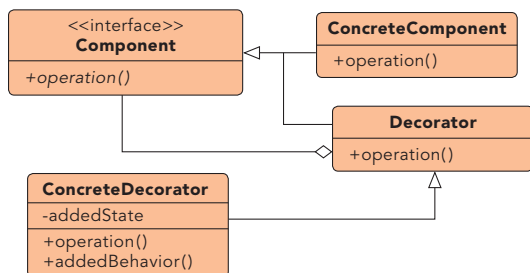 <<interface>>
Component
+operation()
ConcreteComponent
+operation()
Decorator
+operation()
ConcreteDecorator
-addedState
+operation()
+addedBehavior()